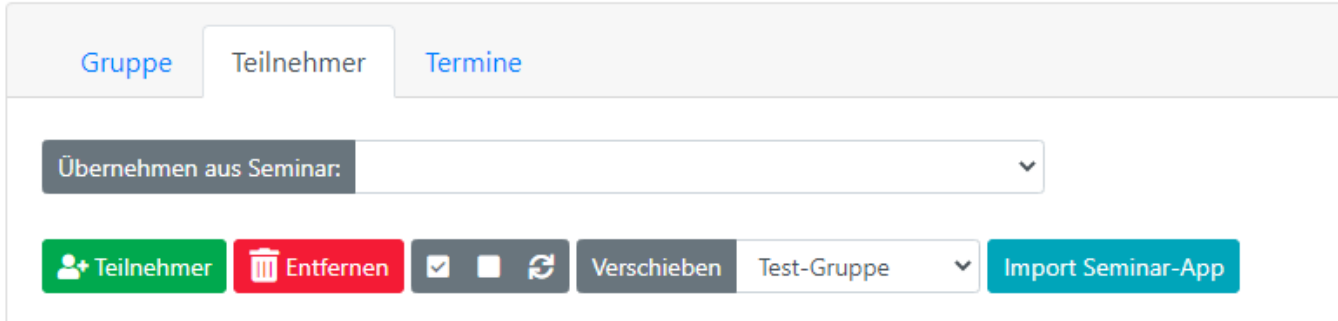 Gruppe Teilnehmer Termine
Übernehmen aus Seminar:
Teilnehmer Entfernen Verschieben Test-Gruppe Import Seminar-App